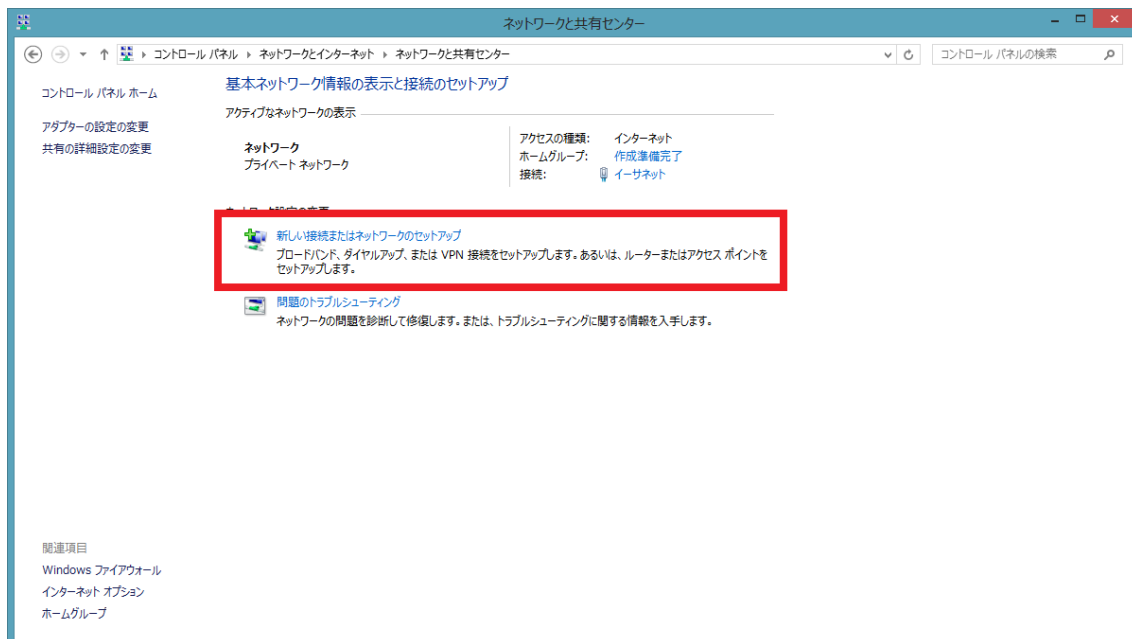 ネットワークと共有センター
コントロール パネル ネットワークとインターネット ネットワークと共有センター
コントロール パネルの検索
コントロール パネル ホーム
アダプターの設定の変更
共有の詳細設定の変更
基本ネットワーク情報の表示と接続のセットアップ
アクティブなネットワークの表示
ネットワーク
プライベート ネットワーク
アクセスの種類: インターネット
ホームグループ: 作成準備完了
接続: イーサネット
ネットワーク設定の変更
新しい接続またはネットワークのセットアップ
ブロードバンド、ダイヤルアップ、または VPN 接続をセットアップします。あるいは、ルーターまたはアクセス ポイントを
セットアップします。
問題のトラブルシューティング
ネットワークの問題を診断して修復します。または、トラブルシューティングに関する情報を入手します。
関連項目
Windows ファイアウォール
インターネット オプション
ホームグループ